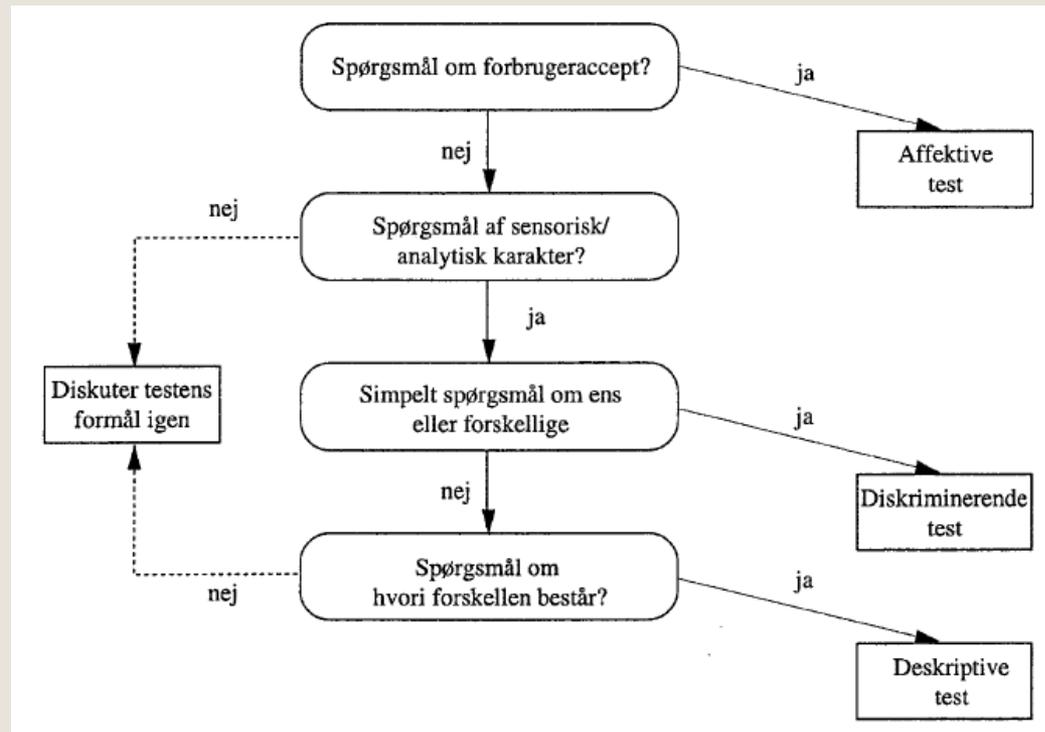 Spørgsmål om forbrugeraccept?
ja
Affektive
test
nej
nej
Spørgsmål af sensorisk/
analytisk karakter?
ja
Diskuter testens
formål igen
Simpelt spørgsmål om ens
eller forskellige
ja
Diskriminerende
test
nej
Spørgsmål om
hvori forskellen består?
nej
ja
Deskriptive
test